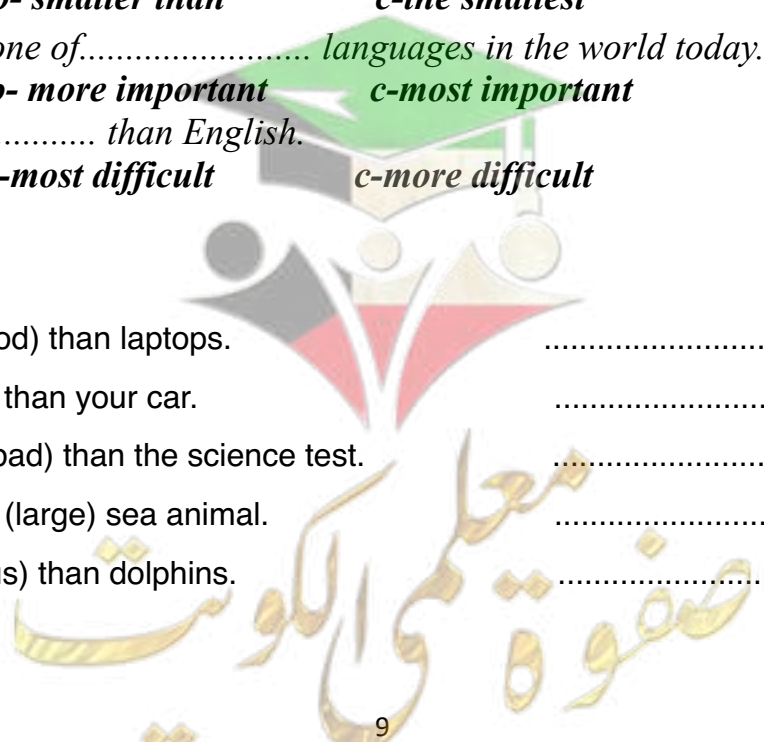 b- smaller than c-the smallest
one of.......................... languages in the world today.
b- more important c-most important
............ than English.
-most difficult c-more difficult
od) than laptops. .........................
than your car. ........................
bad) than the science test. ........................
(large) sea animal. ........................
us) than dolphins. .......................
صفوة معلمى الكويت
9